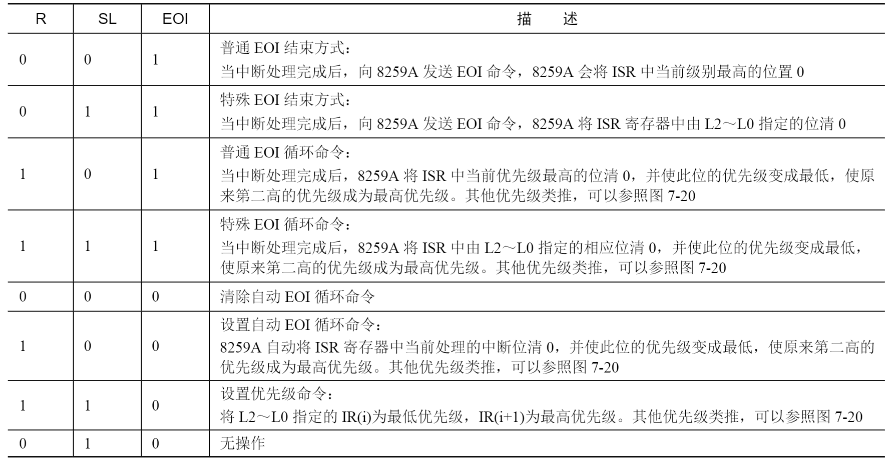 R SL EOI 描 述
0 0 1 普通 EOI 结束方式：
当中断处理完成后，向 8259A 发送 EOI 命令，8259A 会将 ISR 中当前级别最高的位置 0
0 1 1 特殊 EOI 结束方式：
当中断处理完成后，向 8259A 发送 EOI 命令，8259A 将 ISR 寄存器中由 L2～L0 指定的位清 0
1 0 1 普通 EOI 循环命令：
当中断处理完成后，8259A 将 ISR 中当前优先级最高的位清 0，并使此位的优先级变成最低，使原
来第二高的优先级成为最高优先级。其他优先级类推，可以参照图 7-20
1 1 1 特殊 EOI 循环命令：
当中断处理完成后，8259A 将 ISR 中由 L2～L0 指定的相应位清 0，并使此位的优先级变成最低，
使原来第二高的优先级成为最高优先级。其他优先级类推，可以参照图 7-20
0 0 0 清除自动 EOI 循环命令
1 0 0 设置自动 EOI 循环命令：
8259A 自动将 ISR 寄存器中当前处理的中断位清 0，并使此位的优先级变成最低，使原来第二高的
优先级成为最高优先级。其他优先级类推，可以参照图 7-20
1 1 0 设置优先级命令：
将 L2～L0 指定的 IR(i)为最低优先级，IR(i+1)为最高优先级。其他优先级类推，可以参照图 7-20
0 1 0 无操作